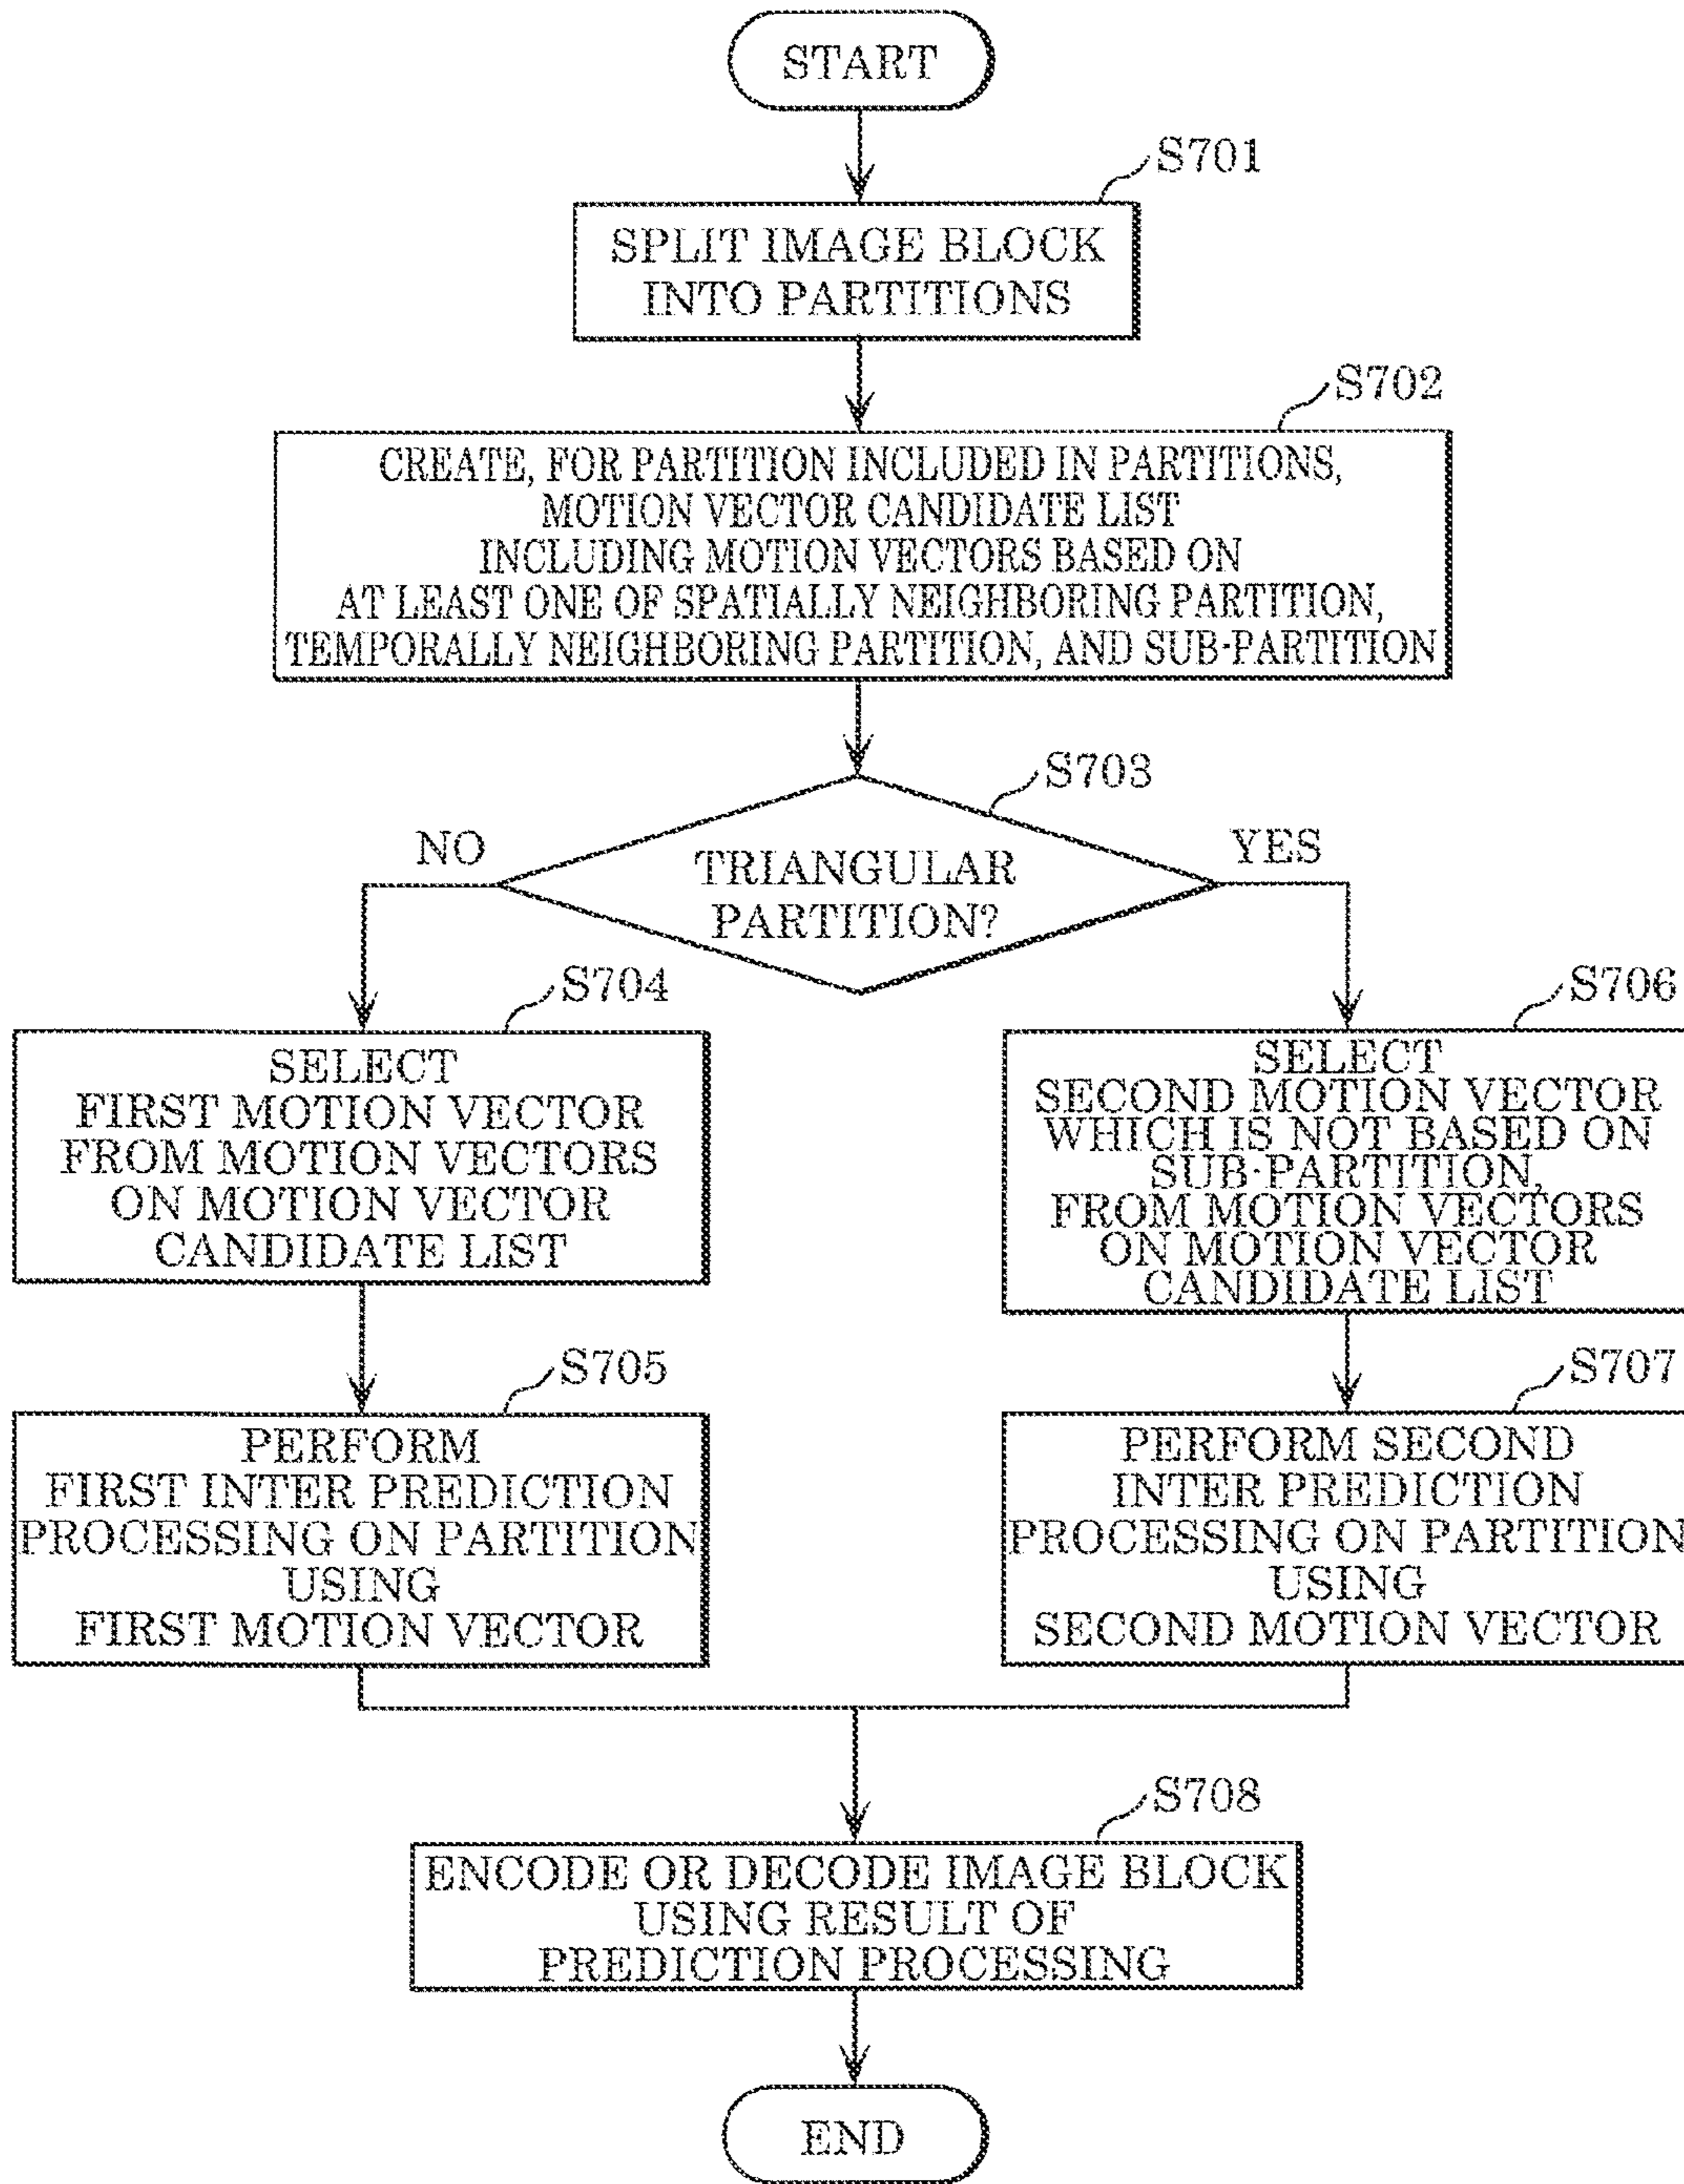 START
S701
SPLIT IMAGE BLOCK
INTO PARTITIONS
S702
CREATE, FOR PARTITION INCLUDED IN PARTITIONS,
MOTION VECTOR CANDIDATE LIST
INCLUDING MOTION VECTORS BASED ON
AT LEAST ONE OF SPATIALLY NEIGHBORING PARTITION,
TEMPORALLY NEIGHBORING PARTITION, AND SUB-PARTITION
S703
NO
YES
TRIANGULAR
PARTITION?
S704
SELECT
FIRST MOTION VECTOR
FROM MOTION VECTORS
ON MOTION VECTOR
CANDIDATE LIST
S706
SELECT
SECOND MOTION VECTOR
WHICH IS NOT BASED ON
SUB-PARTITION,
FROM MOTION VECTORS
ON MOTION VECTOR
CANDIDATE LIST
S705
PERFORM
FIRST INTER PREDICTION
PROCESSING ON PARTITION
USING
FIRST MOTION VECTOR
S707
PERFORM SECOND
INTER PREDICTION
PROCESSING ON PARTITION
USING
SECOND MOTION VECTOR
S708
ENCODE OR DECODE IMAGE BLOCK
USING RESULT OF
PREDICTION PROCESSING
END